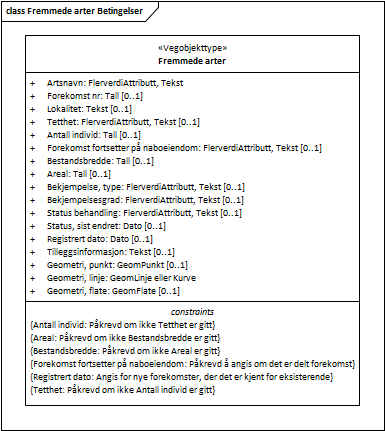 class Fremmede arter Betingelser
«Vegobjekttype»
Fremmede arter
+ Artsnavn: FlerverdiAttributt, Tekst
+ Forekomst nr: Tall [0..1]
+ Lokalitet: Tekst [0..1]
+ Tetthet: FlerverdiAttributt, Tekst [0..1]
+ Antall individ: Tall [0..1]
+ Forekomst fortsetter på naboeiendom: FlerverdiAttributt, Tekst [0..1]
+ Bestandsbredde: Tall [0..1]
+ Areal: Tall [0..1]
+ Bekjempelse, type: FlerverdiAttributt, Tekst [0..1]
+ Bekjempelsesgrad: FlerverdiAttributt, Tekst [0..1]
+ Status behandling: FlerverdiAttributt, Tekst [0..1]
+ Status, sist endret: Dato [0..1]
+ Registrert dato: Dato [0..1]
+ Tilleggsinformasjon: Tekst [0..1]
+ Geometri, punkt: GeomPunkt [0..1]
+ Geometri, linje: GeomLinje eller Kurve
+ Geometri, flate: GeomFlate [0..1]
constraints
{Antall individ: Påkrevd om ikke Tetthet er gitt}
{Areal: Påkrevd om ikke Bestandsbredde er gitt}
{Bestandsbredde: Påkrevd om ikke Areal er gitt}
{Forekomst fortsetter på naboeiendom: Påkrevd å angis om det er delt forekomst}
{Registrert dato: Angis for nye forekomster, der det er kjent for eksisterende}
{Tetthet: Påkrevd om ikke Antall individ er gitt}